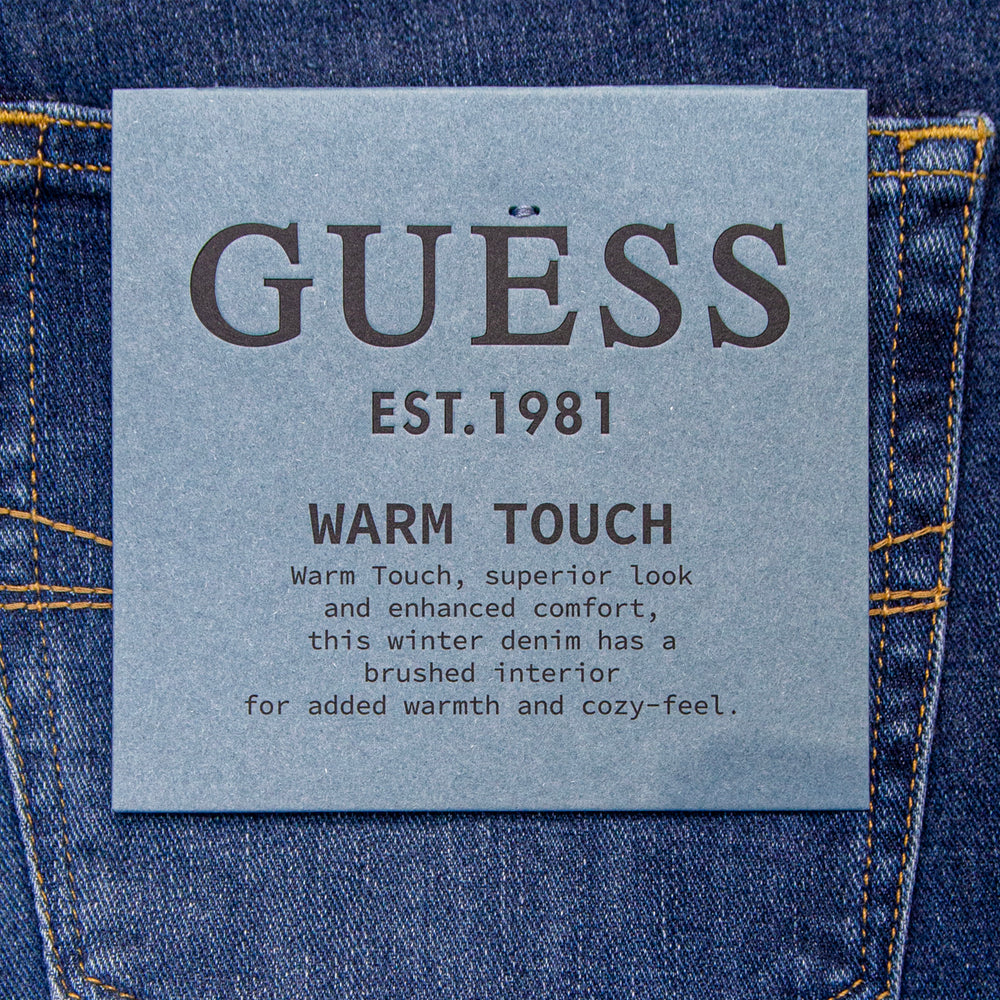 GUESS
EST.1981
WARM TOUCH
Warm Touch, superior look
and enhanced comfort,
this winter denim has a
brushed interior
for added warmth and cozy-feel.